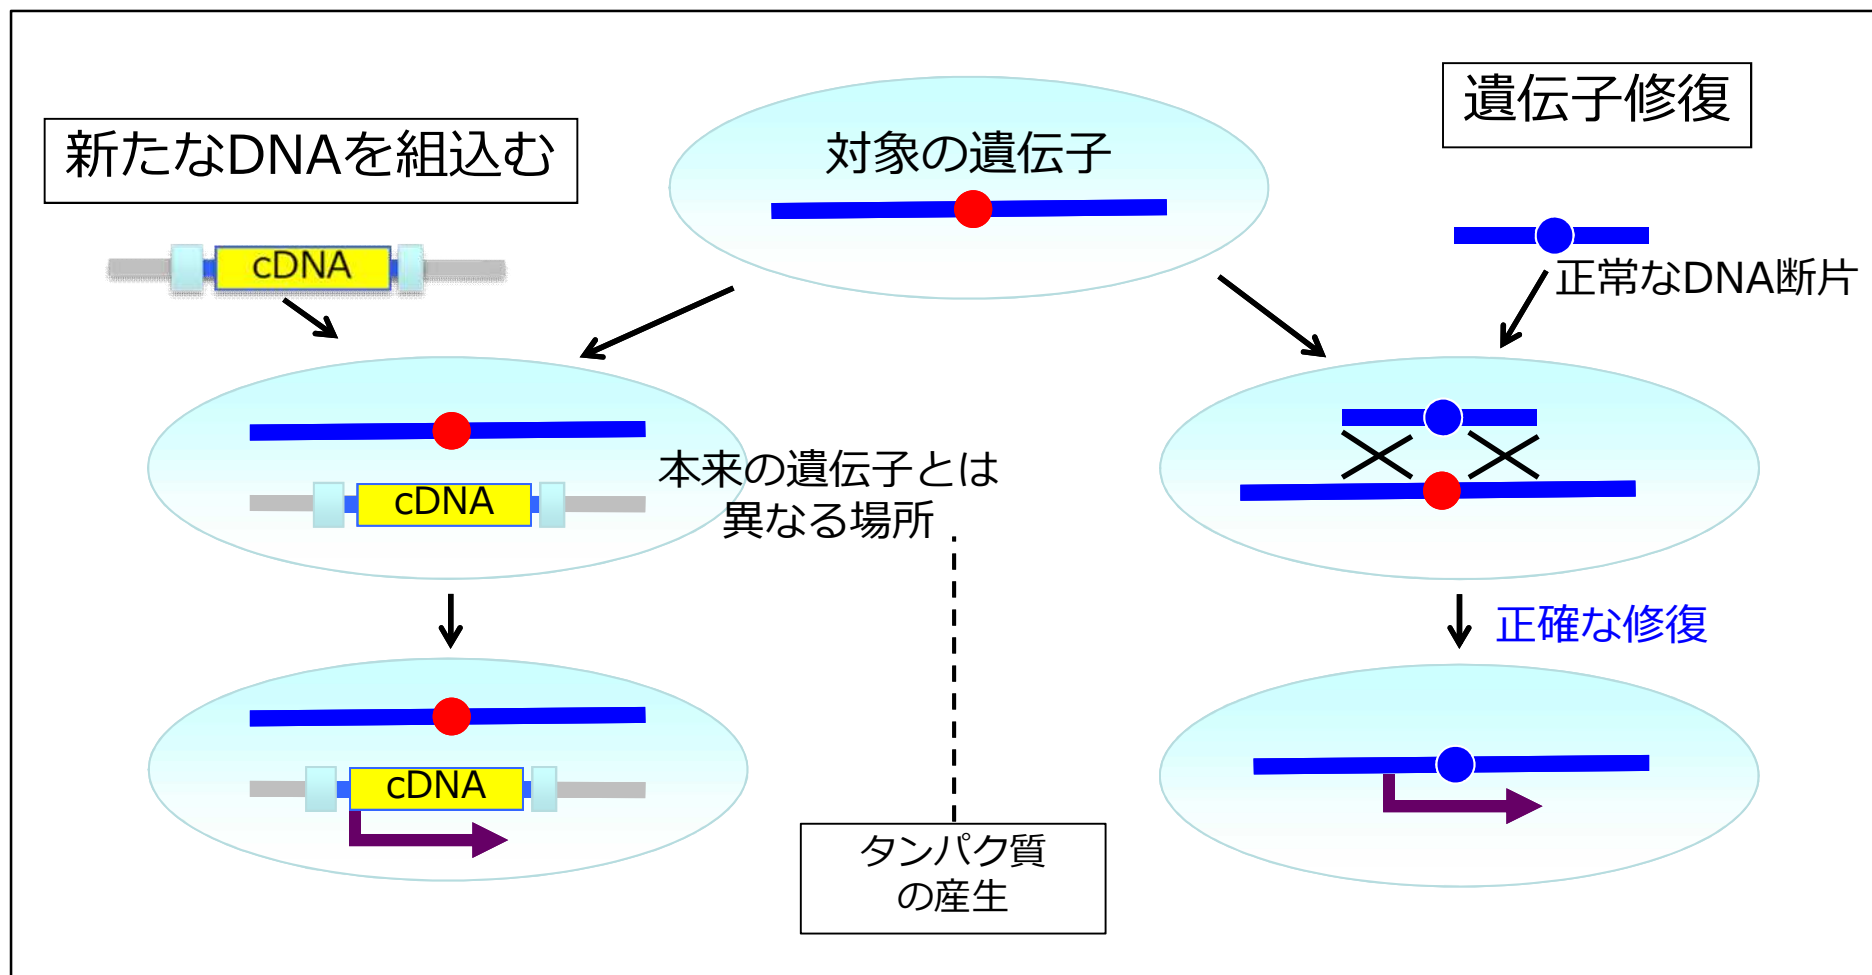 遺伝子修復
新たなDNAを組込む
対象の遺伝子
cDNA
正常なDNA断片
本来の遺伝子とは
異なる場所
cDNA
正確な修復
cDNA
タンパク質
の産生